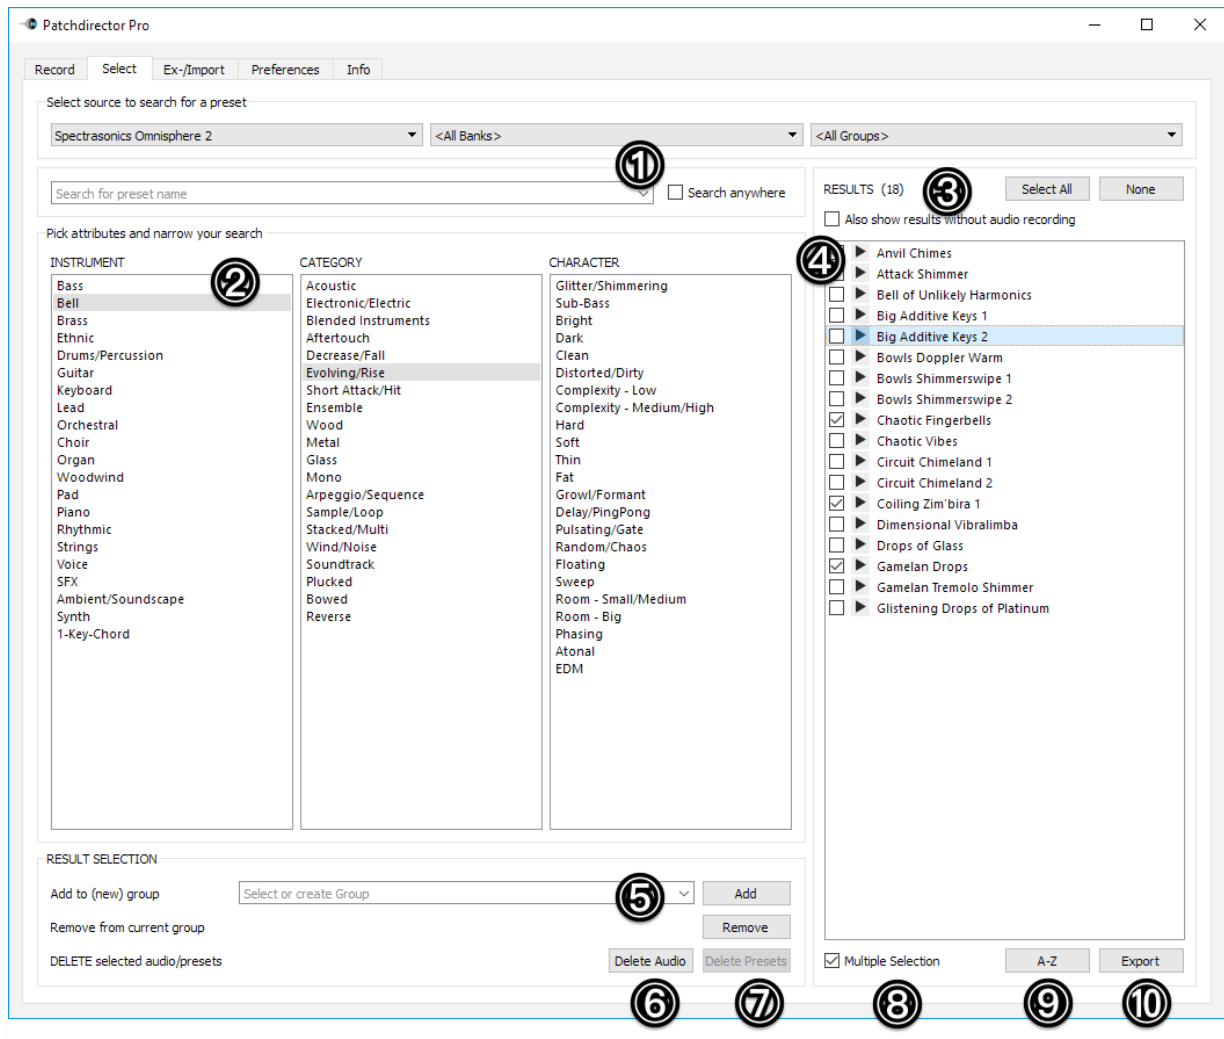 Patchdirector Pro
Record Select Ex-/Import Preferences Info
Select source to search for a preset
Spectrasonics Omnisphere 2 <All Banks> <All Groups>
1
Search for preset name
Search anywhere
RESULTS (18)
3
Select All None
Also show results without audio recording
Pick attributes and narrow your search
INSTRUMENT
2
Bass
Bell
Brass
Ethnic
Drums/Percussion
Guitar
Keyboard
Lead
Orchestral
Choir
Organ
Woodwind
Pad
Piano
Rhythmic
Strings
Voice
SFX
Ambient/Soundscape
Synth
1-Key-Chord
CATEGORY
Acoustic
Electronic/Electric
Blended Instruments
Aftertouch
Decrease/Fall
Evolving/Rise
Short Attack/Hit
Ensemble
Wood
Metal
Glass
Mono
Arpeggio/Sequence
Sample/Loop
Stacked/Multi
Wind/Noise
Soundtrack
Plucked
Bowed
Reverse
CHARACTER
Glitter/Shimmering
Sub-Bass
Bright
Dark
Clean
Distorted/Dirty
Complexity - Low
Complexity - Medium/High
Hard
Soft
Thin
Fat
Growl/Formant
Delay/PingPong
Pulsating/Gate
Random/Chaos
Floating
Sweep
Room - Small/Medium
Room - Big
Phasing
Atonal
EDM
4
Anvil Chimes
Attack Shimmer
Bell of Unlikely Harmonics
Big Additive Keys 1
Big Additive Keys 2
Bowls Doppler Warm
Bowls Shimmerswipe 1
Bowls Shimmerswipe 2
Chaotic Fingerbells
Chaotic Vibes
Circuit Chimeland 1
Circuit Chimeland 2
Coiling Zim'bira 1
Dimensional Vibralimba
Drops of Glass
Gamelan Drops
Gamelan Tremolo Shimmer
Glistening Drops of Platinum
RESULT SELECTION
Add to (new) group Select or create Group 5 Add
Remove from current group Remove
DELETE selected audio/presets Delete Audio Delete Presets
Multiple Selection A-Z Export
6 7 8 9 10